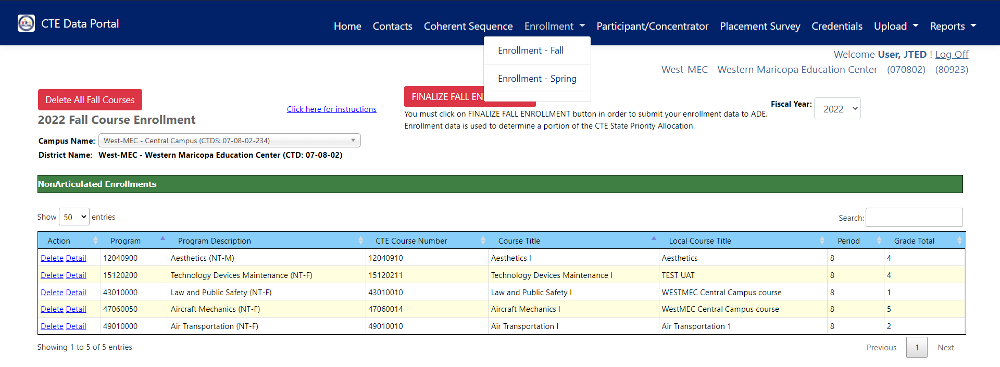 CTE Data Portal
Home Contacts Coherent Sequence Enrollment Participant/Concentrator Placement Survey Credentials Upload Reports
Enrollment - Fall
Enrollment - Spring
Welcome User, JTED ! Log Off
West-MEC - Western Maricopa Education Center - (070802) - (80923)
Delete All Fall Courses
2022 Fall Course Enrollment
Click here for instructions
FINALIZE FALL EN
You must click on FINALIZE FALL ENROLLMENT button in order to submit your enrollment data to ADE.
Enrollment data is used to determine a portion of the CTE State Priority Allocation.
Fiscal Year: 2022
Campus Name: West-MEC - Central Campus (CTDS: 07-08-02-234)
District Name: West-MEC - Western Maricopa Education Center (CTD: 07-08-02)
NonArticulated Enrollments
Show 50 entries
Search:
Action Program Program Description CTE Course Number Course Title Local Course Title Period Grade Total
Delete Detail 12040900 Aesthetics (NT-M) 12040910 Aesthetics I Aesthetics 8 4
Delete Detail 15120200 Technology Devices Maintenance (NT-F) 15120211 Technology Devices Maintenance I TEST UAT 8 4
Delete Detail 43010000 Law and Public Safety (NT-F) 43010010 Law and Public Safety I WESTMEC Central Campus course 8 1
Delete Detail 47060050 Aircraft Mechanics (NT-F) 47060014 Aircraft Mechanics I WestMEC Central Campus course 8 5
Delete Detail 49010000 Air Transportation (NT-F) 49010010 Air Transportation I Air Transportation 1 8 2
Showing 1 to 5 of 5 entries
Previous 1 Next